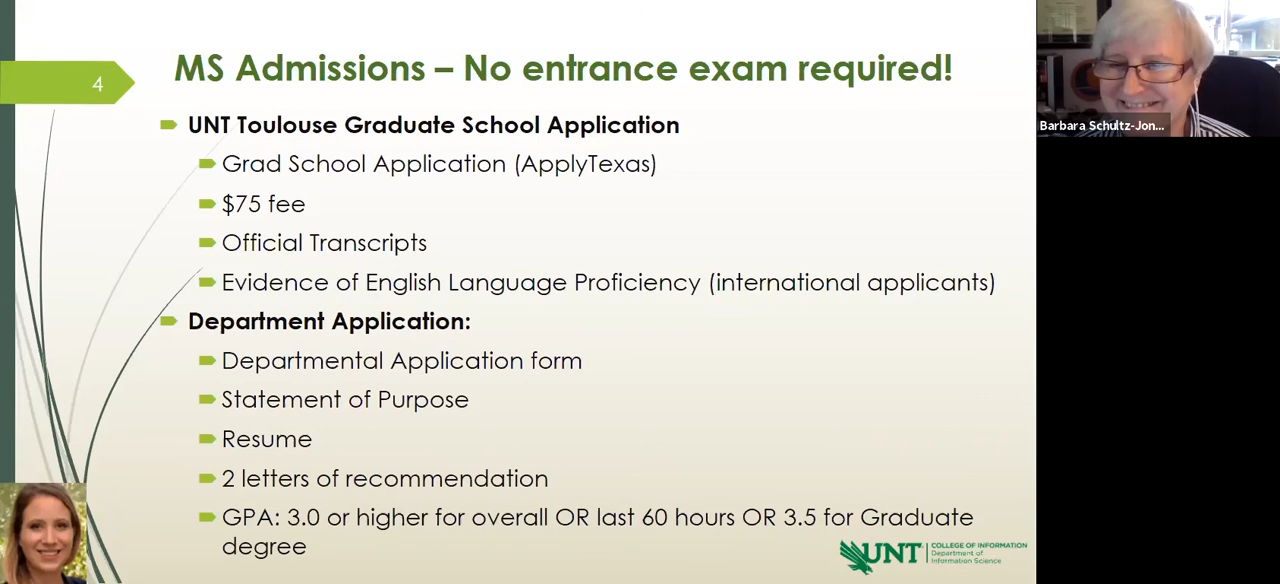 4
MS Admissions – No entrance exam required!
UNT Toulouse Graduate School Application
Grad School Application (ApplyTexas)
$75 fee
Official Transcripts
Evidence of English Language Proficiency (international applicants)
Department Application:
Departmental Application form
Statement of Purpose
Resume
2 letters of recommendation
GPA: 3.0 or higher for overall OR last 60 hours OR 3.5 for Graduate
degree
UNT
COLLEGE OF INFORMATION
Department of
Information Science
Barbara Schultz-Jon...